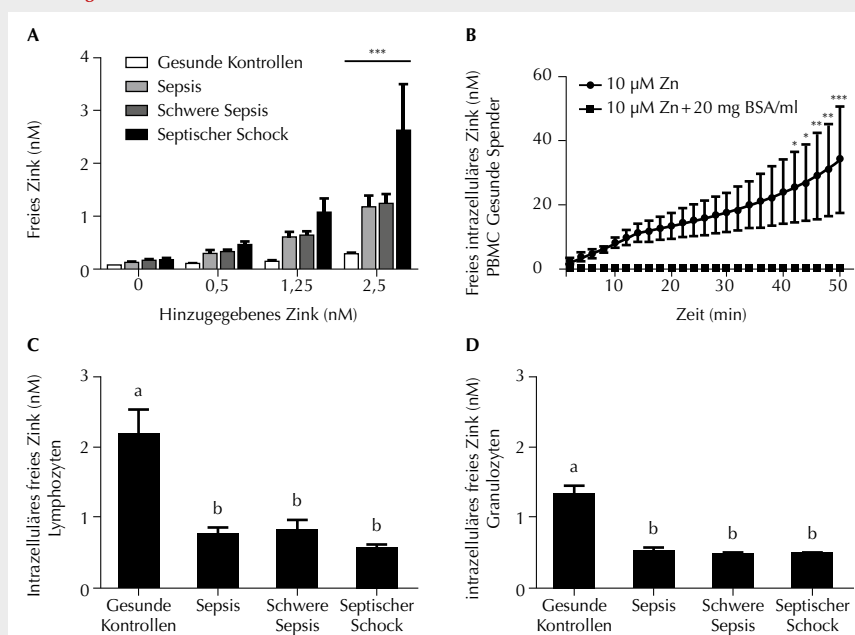 A
Freies Zink (nM)
4
3
2
1
0
Gesunde Kontrollen
Sepsis
Schwere Sepsis
Septischer Schock
***
0
0,5
1,25
2,5
Hinzugegebenes Zink (nM)
B
Freies intrazelluläres Zink (nM)
PBMC Gesunde Spender
60
40
20
0
10 µM Zn
10 µM Zn+20 mg BSA/ml
*
*
**
**
***
10
20
30
40
50
Zeit (min)
C
Intrazelluläres freies Zink (nM)
Lymphozyten
3
2
1
0
a
b
b
b
Gesunde
Kontrollen
Sepsis
Schwere
Sepsis
Septischer
Schock
D
intrazelluläres freies Zink (nM)
Granulozyten
3
2
1
0
a
b
b
b
Gesunde
Kontrollen
Sepsis
Schwere
Sepsis
Septischer
Schock